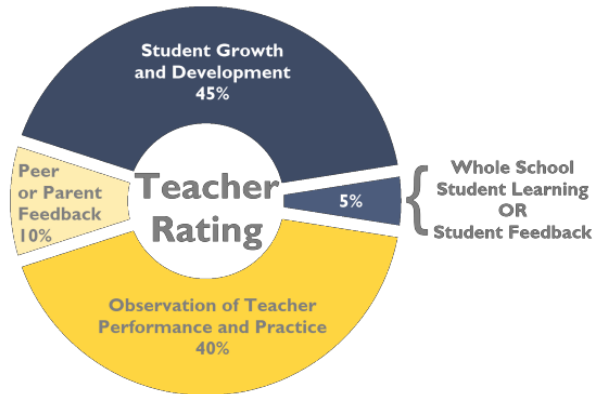 Student Growth
and Development
45%
Peer
or Parent
Feedback
10%
Teacher
Rating
5%
Whole School
Student Learning
OR
Student Feedback
Observation of Teacher
Performance and Practice
40%